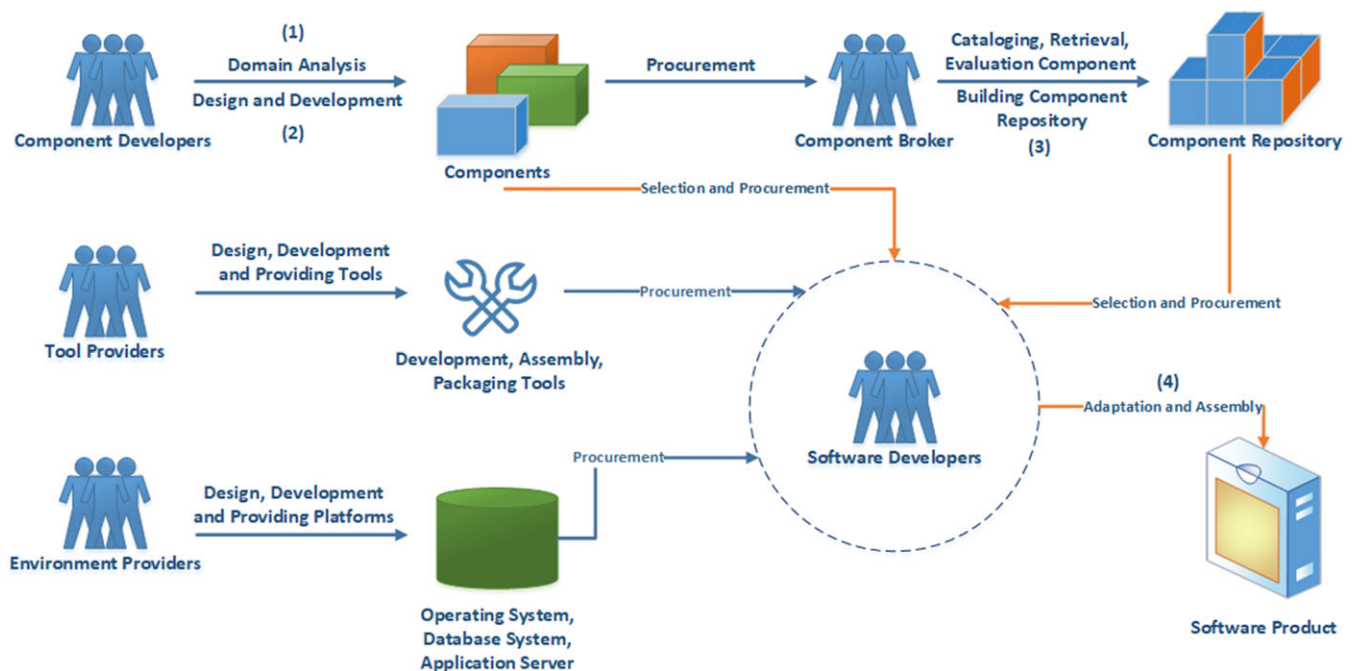 (1)
Domain Analysis
Design and Development
(2)
Component Developers
Components
Procurement
Component Broker
Cataloging, Retrieval,
Evaluation Component
Building Component
Repository
(3)
Component Repository
Selection and Procurement
Design, Development
and Providing Tools
Tool Providers
Development, Assembly,
Packaging Tools
Procurement
Selection and Procurement
Software Developers
(4)
Adaptation and Assembly
Software Product
Procurement
Design, Development
and Providing Platforms
Environment Providers
Operating System,
Database System,
Application Server